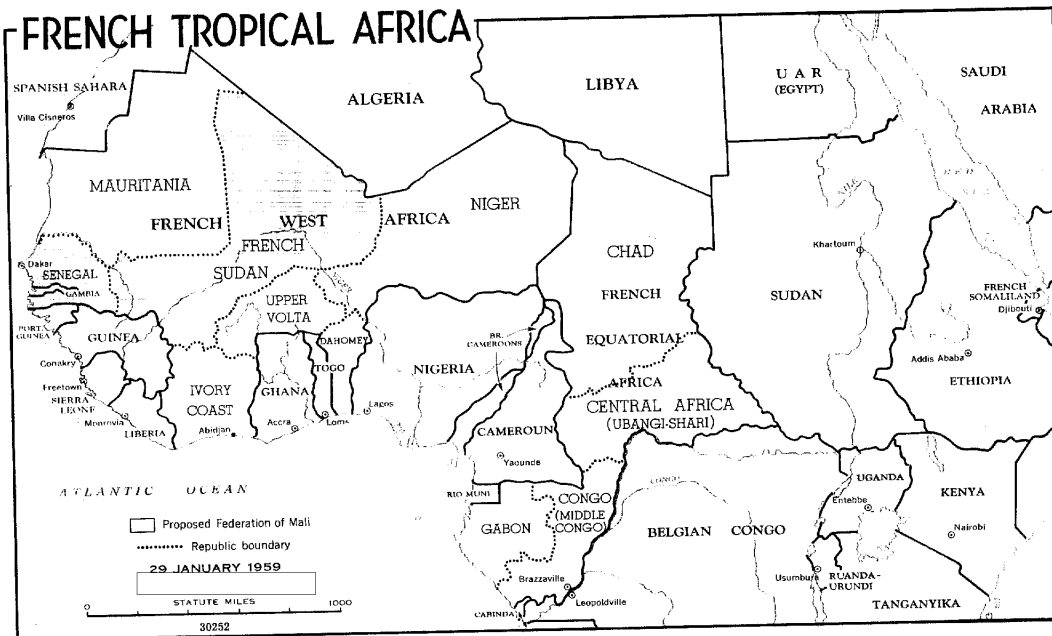 FRENCH TROPICAL AFRICA
SPANISH SAHARA
Villa Cisneros
ALGERIA
LIBYA
U A R
(EGYPT)
SAUDI
ARABIA
RED
SEA
NILE
MAURITANIA
FRENCH WEST AFRICA
NIGER
FRENCH
SUDAN
CHAD
FRENCH
EQUATORIAL
AFRICA
Khartoum
SUDAN
Dakar
SENEGAL
GAMBIA
PORT.
GUINEA
GUINEA
UPPER
VOLTA
DAHOMEY
TOGO
NIGERIA
BR.
CAMEROONS
FRENCH
SOMALILAND
Djibouti
Addis Ababa
ETHIOPIA
Conakry
Freetown
SIERRA
LEONE
Monrovia
LIBERIA
IVORY
COAST
Abidjan
GHANA
Accra
Lome
Lagos
CENTRAL AFRICA
(UBANGI-SHARI)
CAMEROUN
Yaounde
RIO MUNI
GABON
CONGO
(MIDDLE
CONGO)
CONGO
BELGIAN CONGO
UGANDA
Entebbe
KENYA
Nairobi
Brazzaville
Leopoldville
CABINDA
Usumbura
RUANDA-
URUNDI
TANGANYIKA
ATLANTIC OCEAN
Proposed Federation of Mali
Republic boundary
29 JANUARY 1959
STATUTE MILES
0 1000
30252